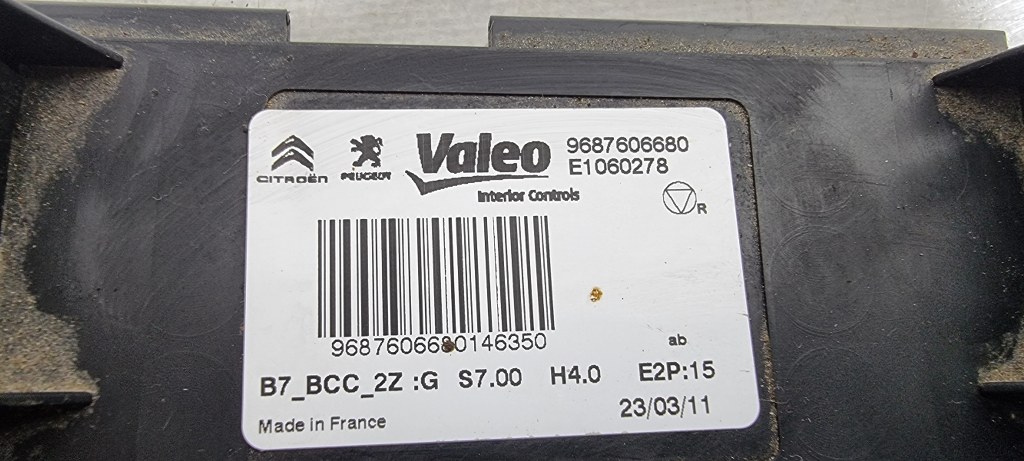 CITROËN
PEUGEOT
Valeo
Interior Controls
9687606680
E1060278
R
9687606680146350
ab
B7_BCC_2Z :G S7.00 H4.0 E2P:15
23/03/11
Made in France